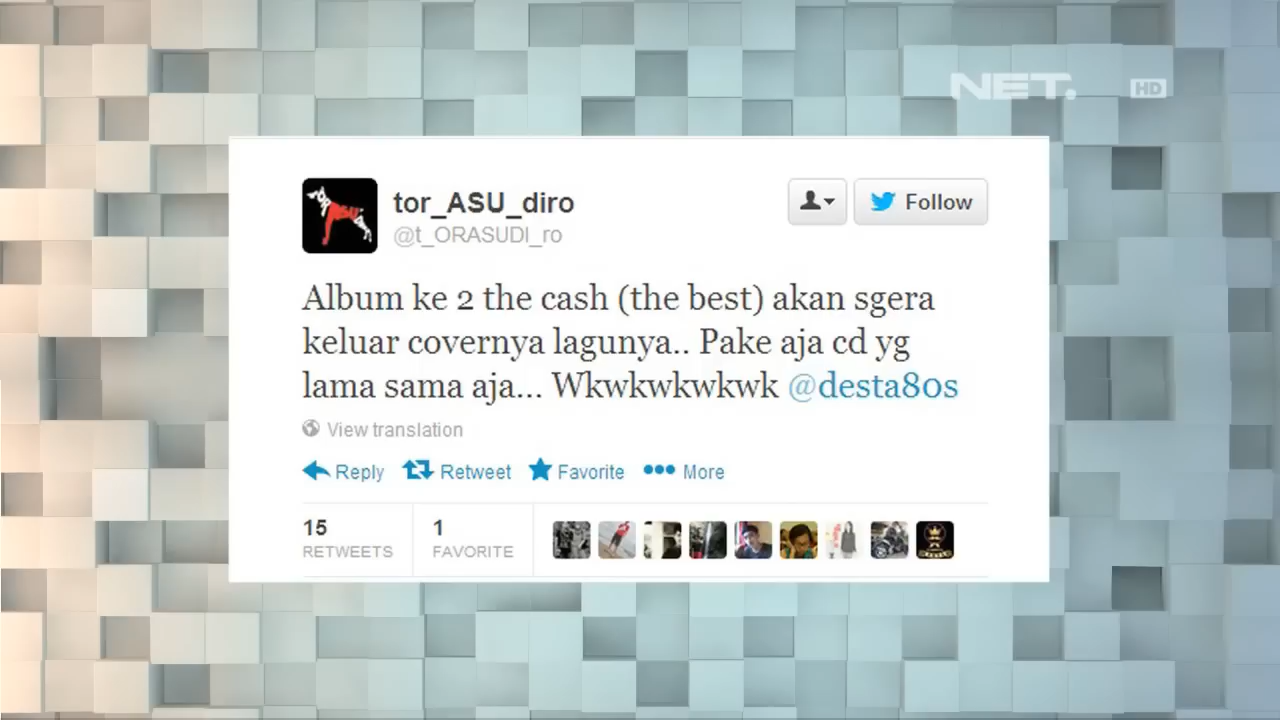 NET.
HD
tor_ASU_diro
@t_ORASUDI_ro
Follow
Album ke 2 the cash (the best) akan sgera
keluar covernya lagunya.. Pake aja cd yg
lama sama aja... Wkwkwkwkwk @desta80s
View translation
Reply Retweet Favorite More
15 1
RETWEETS FAVORITE